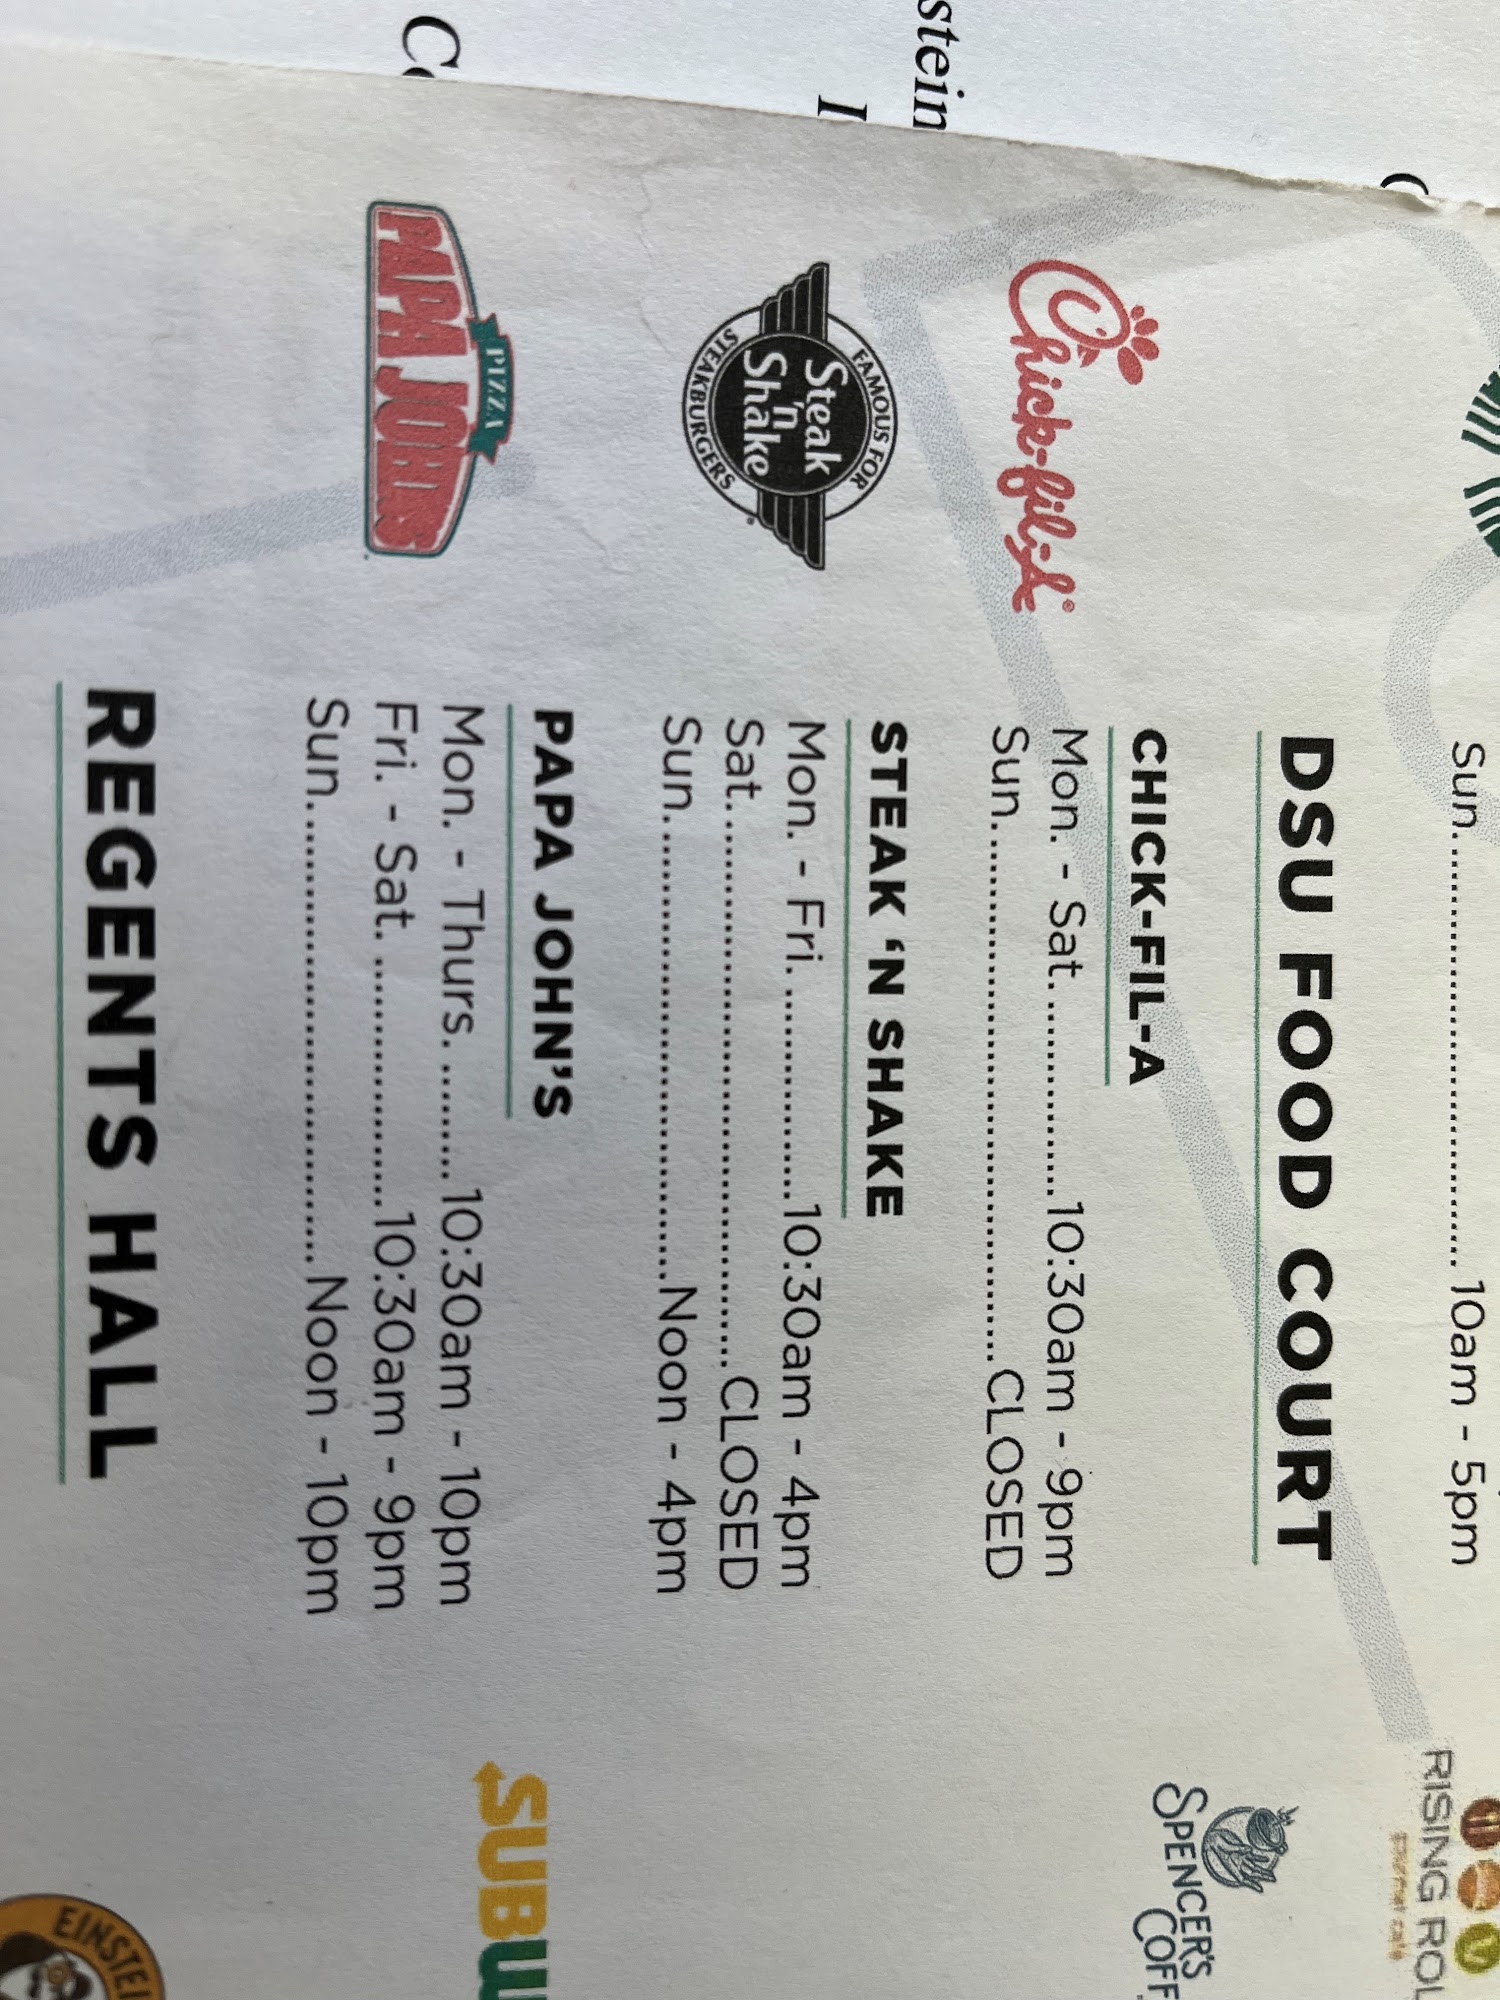 stein
I
Sun. 10am - 5pm
DSU FOOD COURT
Chick-fil-A
CHICK-FIL-A
Mon. - Sat. 10:30am - 9pm
Sun. CLOSED
FAMOUS FOR
Steak
'n
Shake
STEAKBURGERS
STEAK ‘N SHAKE
Mon. - Fri. 10:30am - 4pm
Sat. CLOSED
Sun. Noon - 4pm
PIZZA
PAPA JOHN'S
PAPA JOHN'S
Mon. - Thurs. 10:30am - 10pm
Fri. - Sat. 10:30am - 9pm
Sun. Noon - 10pm
REGENTS HALL
RISING ROL
SPENCER'S
COFF
SUBW
EINSTEI